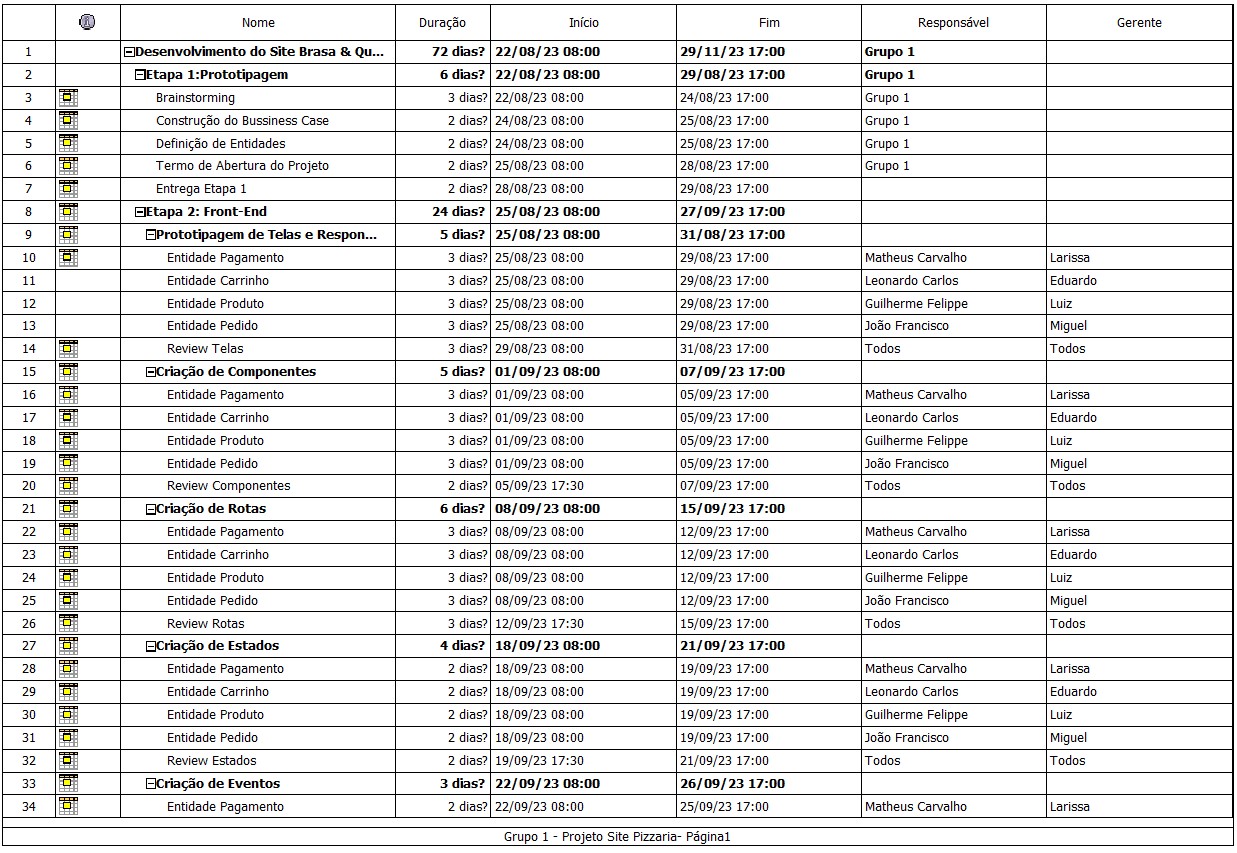 Nome Duração Início Fim Responsável Gerente
1 Desenvolvimento do Site Brasa & Qu... 72 dias? 22/08/23 08:00 29/11/23 17:00 Grupo 1
2 Etapa 1:Prototipagem 6 dias? 22/08/23 08:00 29/08/23 17:00 Grupo 1
3 Brainstorming 3 dias? 22/08/23 08:00 24/08/23 17:00 Grupo 1
4 Construção do Bussiness Case 2 dias? 24/08/23 08:00 25/08/23 17:00 Grupo 1
5 Definição de Entidades 2 dias? 24/08/23 08:00 25/08/23 17:00 Grupo 1
6 Termo de Abertura do Projeto 2 dias? 25/08/23 08:00 28/08/23 17:00 Grupo 1
7 Entrega Etapa 1 2 dias? 28/08/23 08:00 29/08/23 17:00
8 Etapa 2: Front-End 24 dias? 25/08/23 08:00 27/09/23 17:00
9 Prototipagem de Telas e Respon... 5 dias? 25/08/23 08:00 31/08/23 17:00
10 Entidade Pagamento 3 dias? 25/08/23 08:00 29/08/23 17:00 Matheus Carvalho Larissa
11 Entidade Carrinho 3 dias? 25/08/23 08:00 29/08/23 17:00 Leonardo Carlos Eduardo
12 Entidade Produto 3 dias? 25/08/23 08:00 29/08/23 17:00 Guilherme Felippe Luiz
13 Entidade Pedido 3 dias? 25/08/23 08:00 29/08/23 17:00 João Francisco Miguel
14 Review Telas 3 dias? 29/08/23 08:00 31/08/23 17:00 Todos Todos
15 Criação de Componentes 5 dias? 01/09/23 08:00 07/09/23 17:00
16 Entidade Pagamento 3 dias? 01/09/23 08:00 05/09/23 17:00 Matheus Carvalho Larissa
17 Entidade Carrinho 3 dias? 01/09/23 08:00 05/09/23 17:00 Leonardo Carlos Eduardo
18 Entidade Produto 3 dias? 01/09/23 08:00 05/09/23 17:00 Guilherme Felippe Luiz
19 Entidade Pedido 3 dias? 01/09/23 08:00 05/09/23 17:00 João Francisco Miguel
20 Review Componentes 2 dias? 05/09/23 17:30 07/09/23 17:00 Todos Todos
21 Criação de Rotas 6 dias? 08/09/23 08:00 15/09/23 17:00
22 Entidade Pagamento 3 dias? 08/09/23 08:00 12/09/23 17:00 Matheus Carvalho Larissa
23 Entidade Carrinho 3 dias? 08/09/23 08:00 12/09/23 17:00 Leonardo Carlos Eduardo
24 Entidade Produto 3 dias? 08/09/23 08:00 12/09/23 17:00 Guilherme Felippe Luiz
25 Entidade Pedido 3 dias? 08/09/23 08:00 12/09/23 17:00 João Francisco Miguel
26 Review Rotas 3 dias? 12/09/23 17:30 15/09/23 17:00 Todos Todos
27 Criação de Estados 4 dias? 18/09/23 08:00 21/09/23 17:00
28 Entidade Pagamento 2 dias? 18/09/23 08:00 19/09/23 17:00 Matheus Carvalho Larissa
29 Entidade Carrinho 2 dias? 18/09/23 08:00 19/09/23 17:00 Leonardo Carlos Eduardo
30 Entidade Produto 2 dias? 18/09/23 08:00 19/09/23 17:00 Guilherme Felippe Luiz
31 Entidade Pedido 2 dias? 18/09/23 08:00 19/09/23 17:00 João Francisco Miguel
32 Review Estados 2 dias? 19/09/23 17:30 21/09/23 17:00 Todos Todos
33 Criação de Eventos 3 dias? 22/09/23 08:00 26/09/23 17:00
34 Entidade Pagamento 2 dias? 22/09/23 08:00 25/09/23 17:00 Matheus Carvalho Larissa
Grupo 1 - Projeto Site Pizzaria- Página1